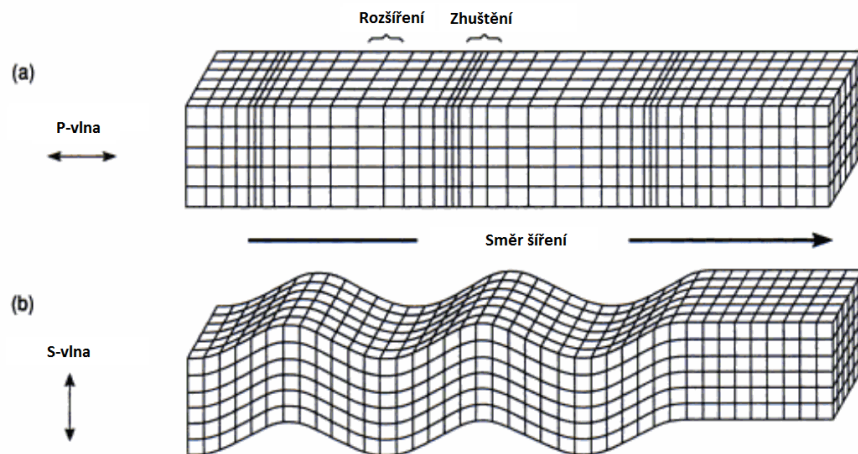 Rozšíření Zhuštění
(a)
P-vlna
Směr šíření
(b)
S-vlna